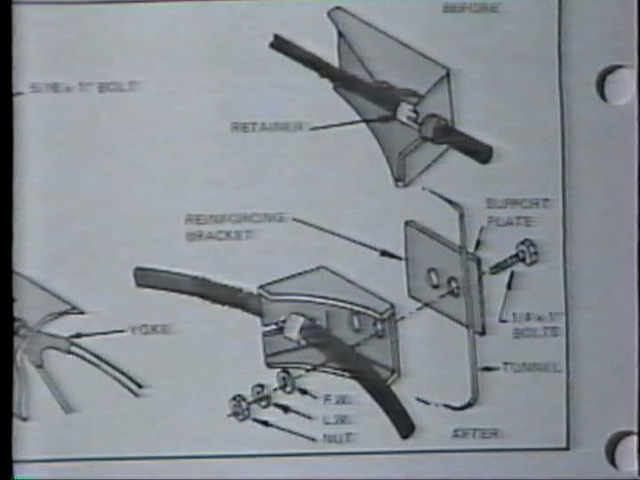 BEFORE
5/16 x 1" BOLT
RETAINER
REINFORCING
BRACKET
SUPPORT
PLATE
1/4 x 1"
BOLTS
YOKE
TUNNEL
F.W.
L.W.
NUT
AFTER